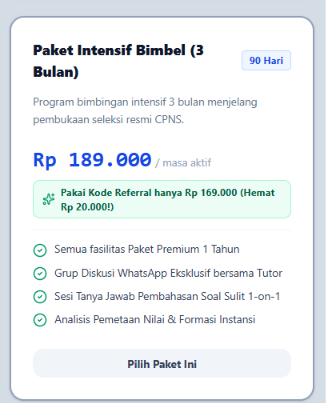 Paket Intensif Bimbel (3
Bulan)
90 Hari
Program bimbingan intensif 3 bulan menjelang
pembukaan seleksi resmi CPNS.
Rp 189.000 / masa aktif
Pakai Kode Referral hanya Rp 169.000 (Hemat
Rp 20.000!)
Semua fasilitas Paket Premium 1 Tahun
Grup Diskusi WhatsApp Eksklusif bersama Tutor
Sesi Tanya Jawab Pembahasan Soal Sulit 1-on-1
Analisis Pemetaan Nilai & Formasi Instansi
Pilih Paket Ini